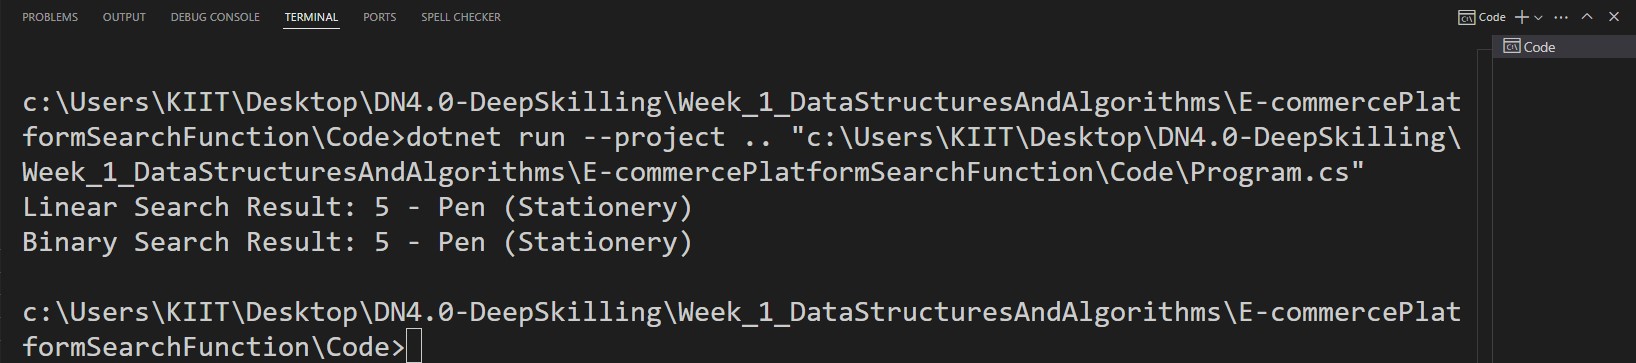 PROBLEMS OUTPUT DEBUG CONSOLE TERMINAL PORTS SPELL CHECKER Code
Code
c:\Users\KIIT\Desktop\DN4.0-DeepSkilling\Week_1_DataStructuresAndAlgorithms\E-commercePlat
formSearchFunction\Code>dotnet run --project .. "c:\Users\KIIT\Desktop\DN4.0-DeepSkilling\
Week_1_DataStructuresAndAlgorithms\E-commercePlatformSearchFunction\Code\Program.cs"
Linear Search Result: 5 - Pen (Stationery)
Binary Search Result: 5 - Pen (Stationery)
c:\Users\KIIT\Desktop\DN4.0-DeepSkilling\Week_1_DataStructuresAndAlgorithms\E-commercePlat
formSearchFunction\Code>